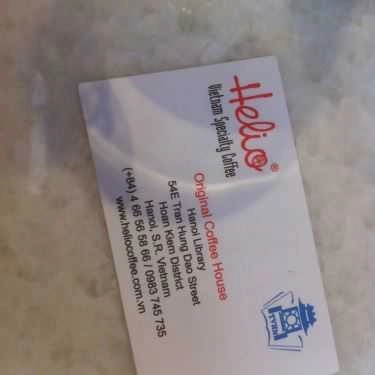 Helio®
Vietnam Specialty Coffee
Original Coffee House
Hanoi Library
54E Tran Hung Dao Street
Hoan Kiem District
Hanoi, S.R. Vietnam
(+84) 4 66 56 58 66 / 0983 745 735
www.heliocoffee.com.vn